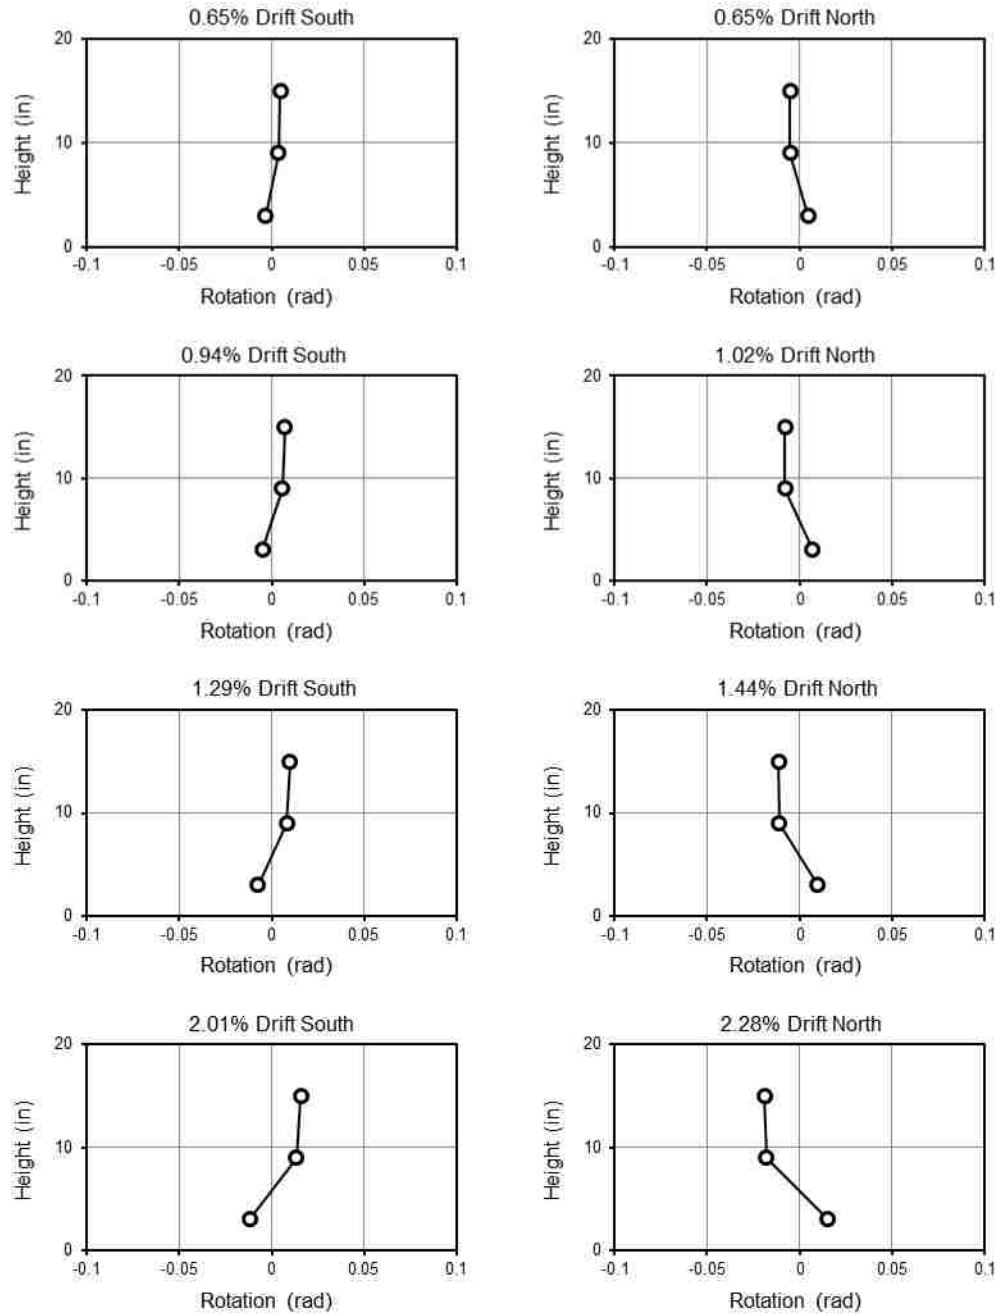 0.65% Drift South
20
10
0
Height (in)
-0.1 -0.05 0 0.05 0.1
Rotation (rad)
0.65% Drift North
20
10
0
Height (in)
-0.1 -0.05 0 0.05 0.1
Rotation (rad)
0.94% Drift South
20
10
0
Height (in)
-0.1 -0.05 0 0.05 0.1
Rotation (rad)
1.02% Drift North
20
10
0
Height (in)
-0.1 -0.05 0 0.05 0.1
Rotation (rad)
1.29% Drift South
20
10
0
Height (in)
-0.1 -0.05 0 0.05 0.1
Rotation (rad)
1.44% Drift North
20
10
0
Height (in)
-0.1 -0.05 0 0.05 0.1
Rotation (rad)
2.01% Drift South
20
10
0
Height (in)
-0.1 -0.05 0 0.05 0.1
Rotation (rad)
2.28% Drift North
20
10
0
Height (in)
-0.1 -0.05 0 0.05 0.1
Rotation (rad)